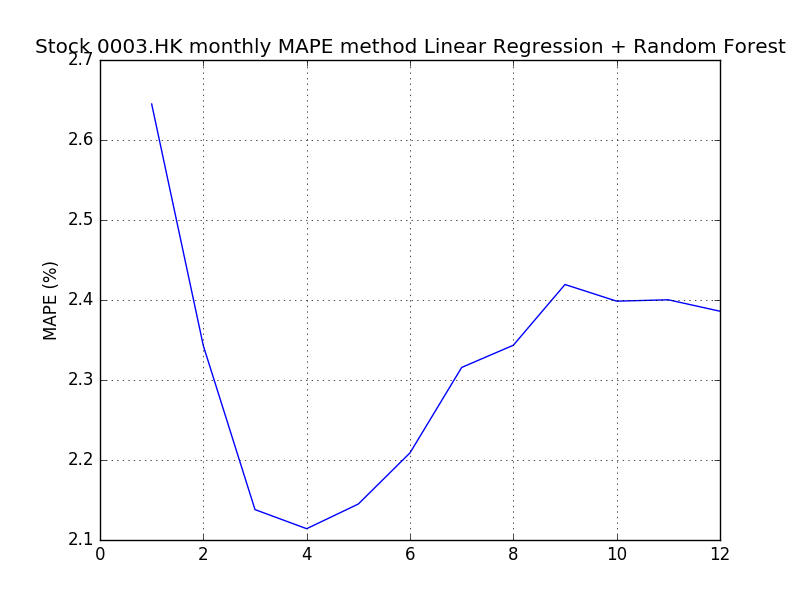 Stock 0003.HK monthly MAPE method Linear Regression + Random Forest
2.7
2.6
2.5
2.4
2.3
2.2
2.1
MAPE (%)
0 2 4 6 8 10 12